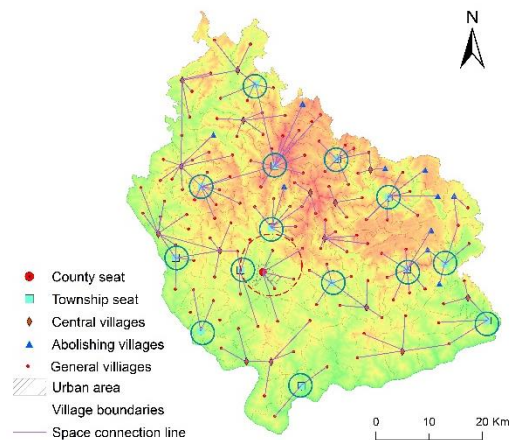 N
County seat
Township seat
Central villages
Abolishing villages
General villiages
Urban area
Village boundaries
Space connection line
0 10 20 Km